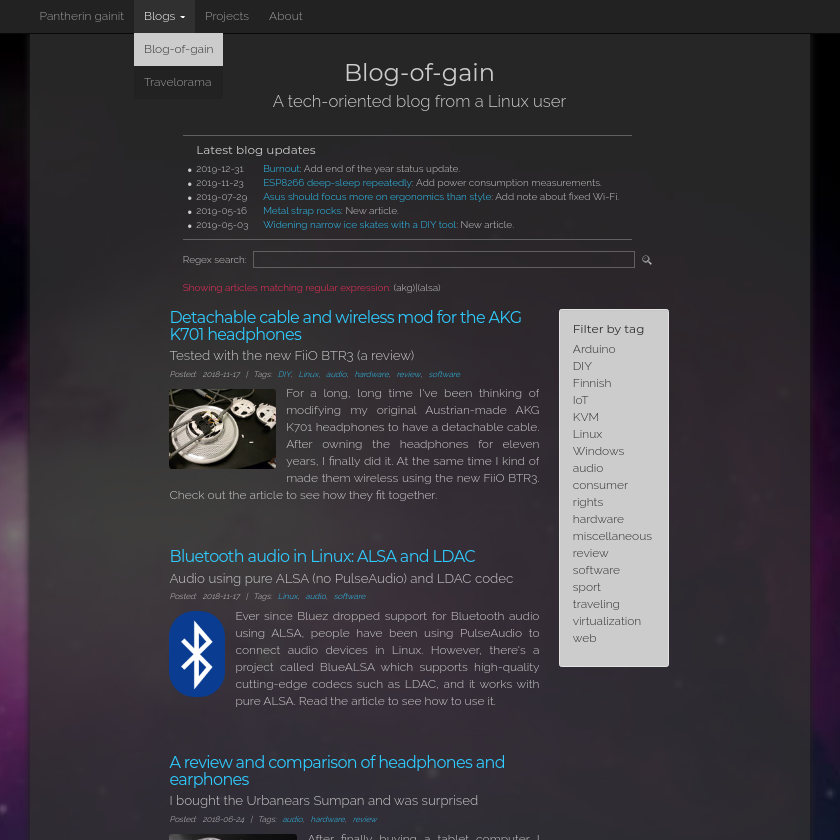 Pantherin gainit Blogs Projects About
Blog-of-gain
Travelorama
Blog-of-gain
A tech-oriented blog from a Linux user
Latest blog updates
2019-12-31 Burnout: Add end of the year status update.
2019-11-23 ESP8266 deep-sleep repeatedly: Add power consumption measurements.
2019-07-29 Asus should focus more on ergonomics than style: Add note about fixed Wi-Fi.
2019-05-16 Metal strap rocks: New article.
2019-05-03 Widening narrow ice skates with a DIY tool: New article.
Regex search:
Showing articles matching regular expression: (akg)|(alsa)
Detachable cable and wireless mod for the AKG
K701 headphones
Tested with the new FiiO BTR3 (a review)
Posted: 2018-11-17 | Tags: DIY, Linux, audio, hardware, review, software
For a long, long time I've been thinking of
modifying my original Austrian-made AKG
K701 headphones to have a detachable cable.
After owning the headphones for eleven
years, I finally did it. At the same time I kind of
made them wireless using the new FiiO BTR3.
Check out the article to see how they fit together.
Bluetooth audio in Linux: ALSA and LDAC
Audio using pure ALSA (no PulseAudio) and LDAC codec
Posted: 2018-11-17 | Tags: Linux, audio, software
Ever since Bluez dropped support for Bluetooth audio
using ALSA, people have been using PulseAudio to
connect audio devices in Linux. However, there's a
project called BlueALSA which supports high-quality
cutting-edge codecs such as LDAC, and it works with
pure ALSA. Read the article to see how to use it.
A review and comparison of headphones and
earphones
I bought the Urbanears Sumpan and was surprised
Posted: 2018-06-24 | Tags: audio, hardware, review
After finally buying a tablet computer I
Filter by tag
Arduino
DIY
Finnish
IoT
KVM
Linux
Windows
audio
consumer
rights
hardware
miscellaneous
review
software
sport
traveling
virtualization
web